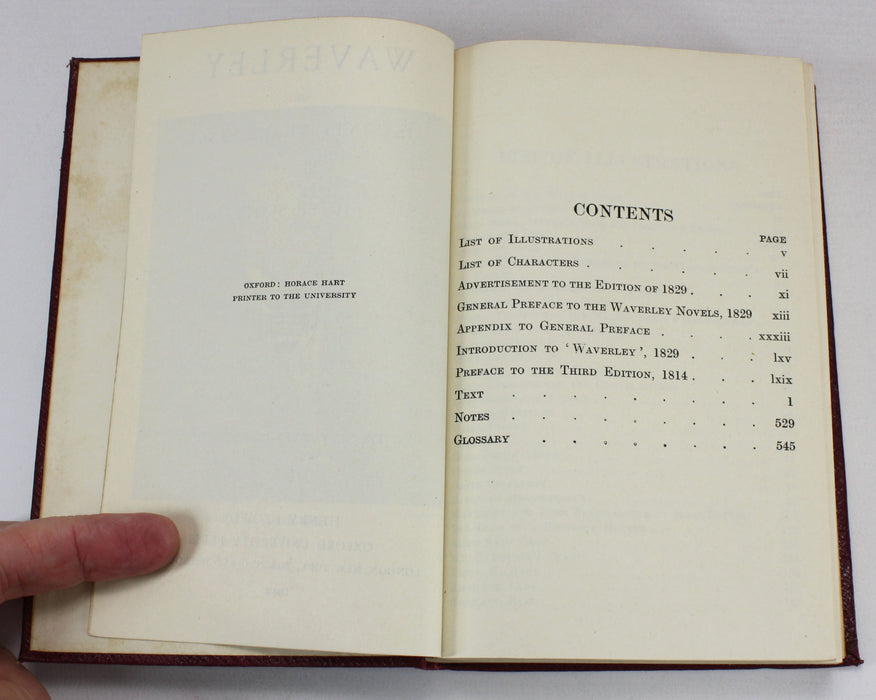 OXFORD: HORACE HART
PRINTER TO THE UNIVERSITY
CONTENTS
PAGE
LIST OF ILLUSTRATIONS . . . . . v
LIST OF CHARACTERS . . . . . . vii
ADVERTISEMENT TO THE EDITION OF 1829 . . . xi
GENERAL PREFACE TO THE WAVERLEY NOVELS, 1829 xiii
APPENDIX TO GENERAL PREFACE . . . . xxxiii
INTRODUCTION TO ‘WAVERLEY’, 1829 . . . lxv
PREFACE TO THE THIRD EDITION, 1814 . . . lxix
TEXT . . . . . . . . . 1
NOTES . . . . . . . . . 529
GLOSSARY . . . . . . . . 545